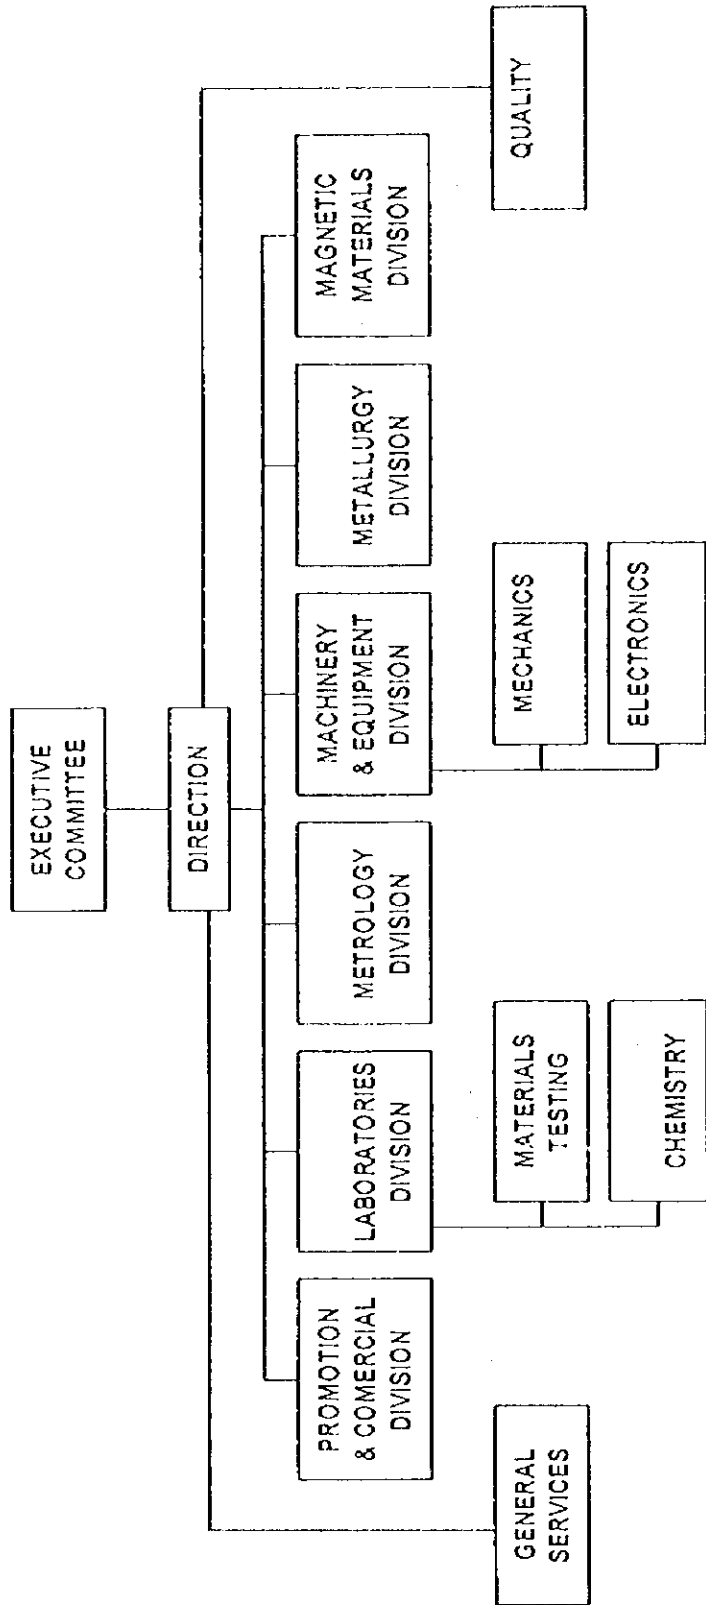 EXECUTIVE
COMMITTEE
DIRECTION
PROMOTION
& COMERCIAL
DIVISION
LABORATORIES
DIVISION
METROLOGY
DIVISION
MACHINERY
& EQUIPMENT
DIVISION
METALLURGY
DIVISION
MAGNETIC
MATERIALS
DIVISION
GENERAL
SERVICES
MATERIALS
TESTING
CHEMISTRY
MECHANICS
ELECTRONICS
QUALITY